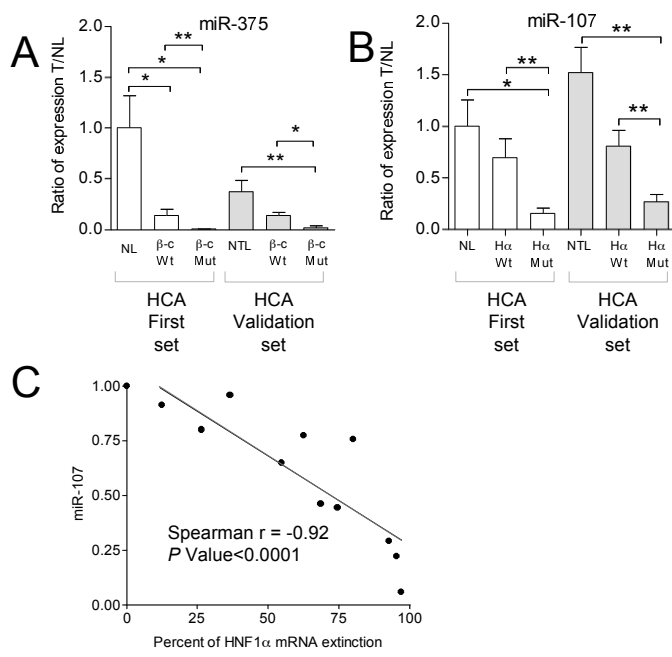 A
miR-375
Ratio of expression T/NL
2.0
1.5
1.0
0.5
0.0
**
*
*
*
**
NL
β-c Wt
β-c Mut
NTL
β-c Wt
β-c Mut
HCA
First
set
HCA
Validation
set
B
miR-107
Ratio of expression T/NL
2.0
1.5
1.0
0.5
0.0
**
**
*
**
NL
Hα Wt
Hα Mut
NTL
Hα Wt
Hα Mut
HCA
First
set
HCA
Validation
set
C
miR-107
1.00
0.75
0.50
0.25
0.00
Spearman r = -0.92
P Value<0.0001
0 25 50 75 100
Percent of HNF1α mRNA extinction